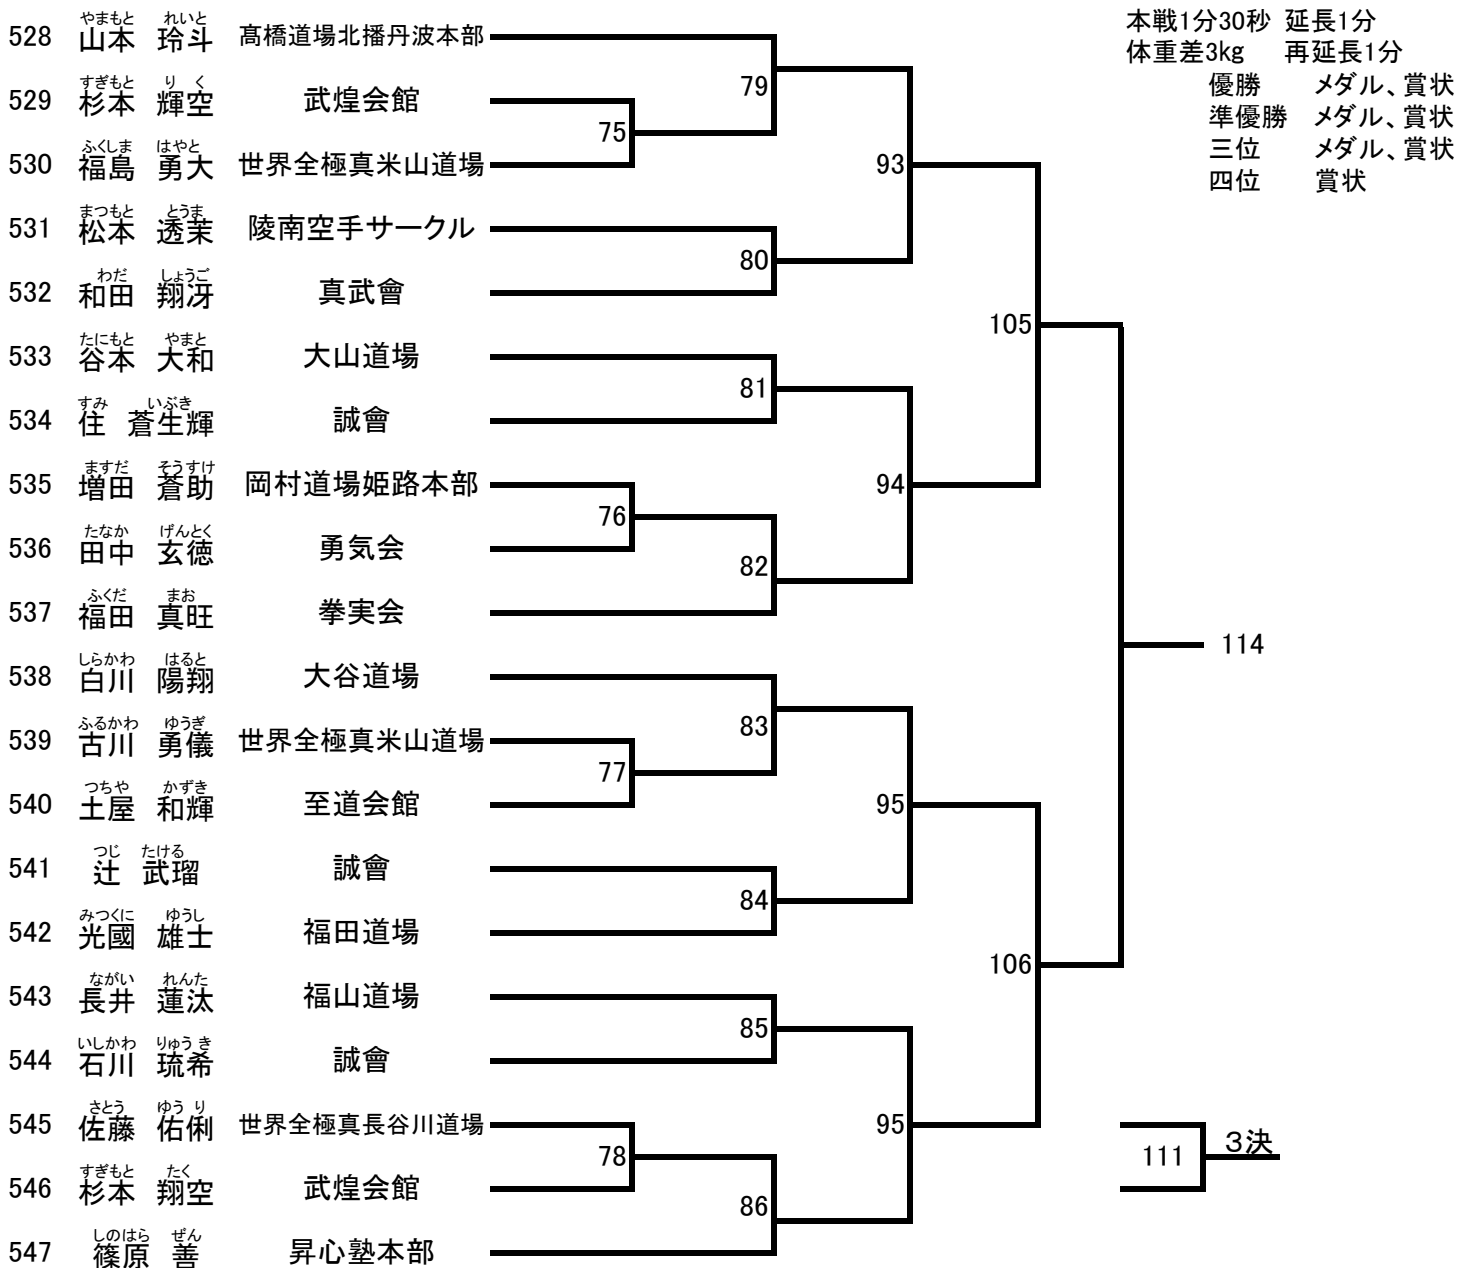 本戦1分30秒 延長1分
体重差3kg 再延長1分
優勝 メダル、賞状
準優勝 メダル、賞状
三位 メダル、賞状
四位 賞状
やまもと れいと
528 山本 玲斗 髙橋道場北播丹波本部
すぎもと り く
529 杉本 輝空 武煌会館
ふくしま はやと
530 福島 勇大 世界全極真米山道場
まつもと とうま
531 松本 透茉 陵南空手サークル
わだ しょうご
532 和田 翔冴 真武會
たにもと やまと
533 谷本 大和 大山道場
すみ いぶき
534 住 蒼生輝 誠會
ますだ そうすけ
535 増田 蒼助 岡村道場姫路本部
たなか げんとく
536 田中 玄徳 勇気会
ふくだ まお
537 福田 真旺 拳実会
しらかわ はると
538 白川 陽翔 大谷道場
ふるかわ ゆうぎ
539 古川 勇儀 世界全極真米山道場
つちや かずき
540 土屋 和輝 至道会館
つじ たける
541 辻 武瑠 誠會
みつくに ゆうし
542 光國 雄士 福田道場
ながい れんた
543 長井 蓮汰 福山道場
いしかわ りゅう き
544 石川 琉希 誠會
さとう ゆう り
545 佐藤 佑俐 世界全極真長谷川道場
すぎもと たく
546 杉本 翔空 武煌会館
しのはら ぜん
547 篠原 善 昇心塾本部
75
76
77
78
79
80
81
82
83
84
85
86
93
94
95
95
105
106
114
111 3決